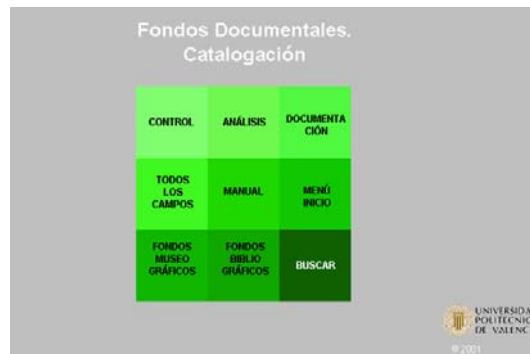 Fondos Documentales.
Catalogación
CONTROL
ANÁLISIS
DOCUMENTA
CIÓN
TODOS
LOS
CAMPOS
MANUAL
MENÚ
INICIO
FONDOS
MUSEO
GRÁFICOS
FONDOS
BIBLIO
GRÁFICOS
BUSCAR
UNIVERSIDA
POLITECNIC
DE VALENC
© 2001